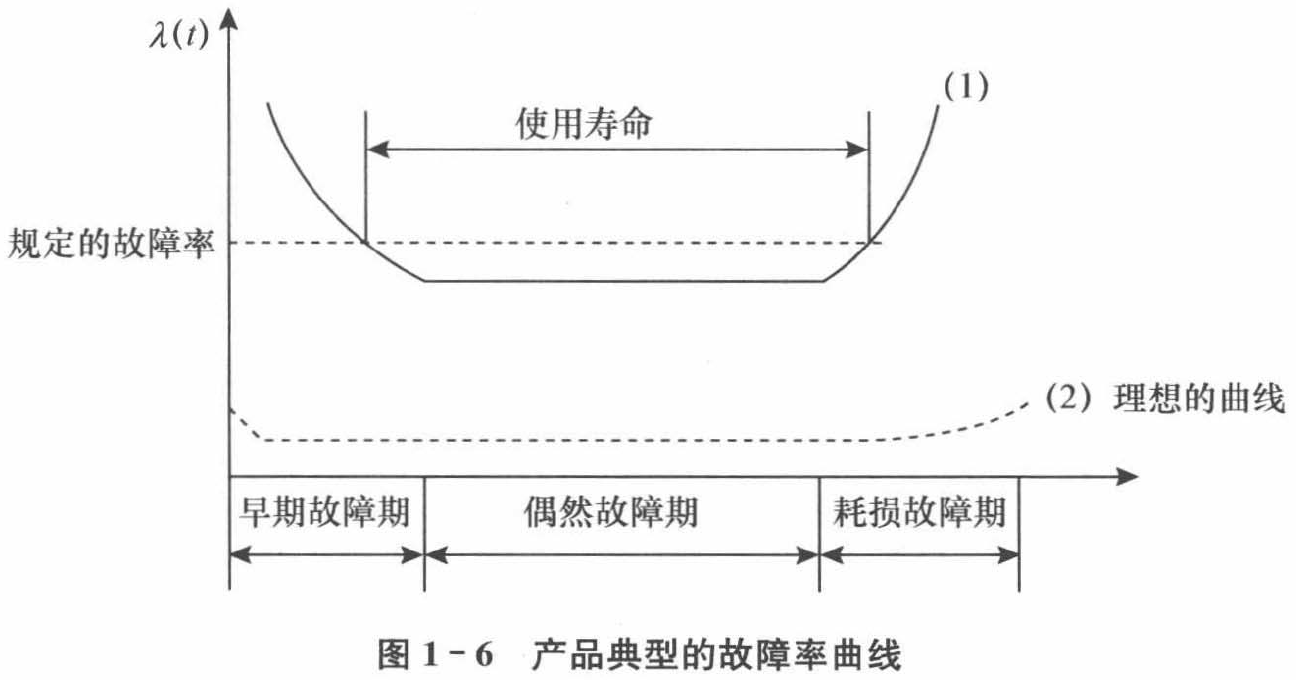 λ(t)
(1)
使用寿命
规定的故障率
(2) 理想的曲线
早期故障期
偶然故障期
耗损故障期
图 1-6 产品典型的故障率曲线